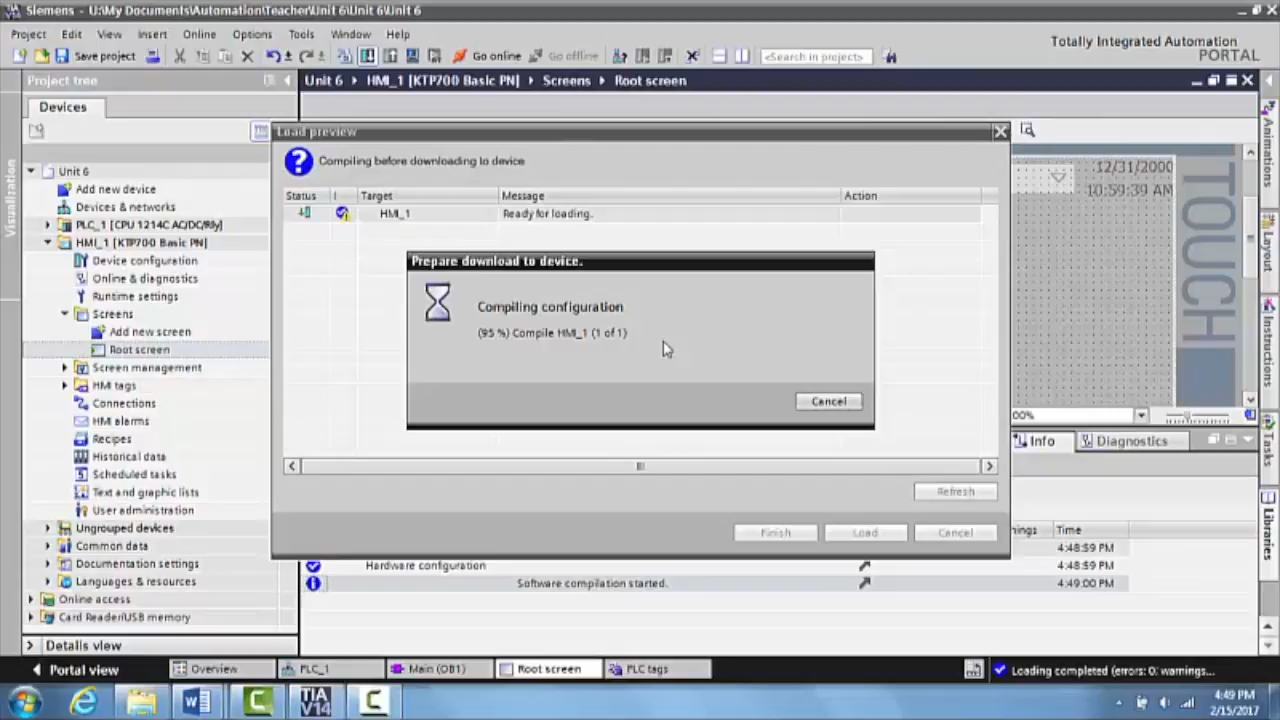 Siemens - U:\My Documents\Automation\Teacher\Unit 6\Unit 6\Unit 6
Project Edit View Insert Online Options Tools Window Help
Totally Integrated Automation
PORTAL
Save project
Go online
Go offline
<Search in project>
Project tree
Unit 6 HMI_1 [KTP700 Basic PN] Screens Root screen
Devices
Visualization
Unit 6
Add new device
Devices & networks
PLC_1 [CPU 1214C AC/DC/Rly]
HMI_1 [KTP700 Basic PN]
Device configuration
Online & diagnostics
Runtime settings
Screens
Add new screen
Root screen
Screen management
HMI tags
Connections
HMI alarms
Recipes
Historical data
Scheduled tasks
Text and graphic lists
User administration
Ungrouped devices
Common data
Documentation settings
Languages & resources
Online access
Card Reader/USB memory
Details view
Load preview
Compiling before downloading to device
Status ! Target Message Action
HMI_1 Ready for loading.
Prepare download to device.
Compiling configuration
(95 %) Compile HMI_1 (1 of 1)
Cancel
Refresh
Finish Load Cancel
12/31/2000
10:59:39 AM
TOUCH
Animations
Layout
Instructions
Tasks
Libraries
00%
Info Diagnostics
Time
4:48:59 PM
Hardware configuration 4:48:59 PM
Software compilation started. 4:49:00 PM
Portal view Overview PLC_1 Main (OB1) Root screen PLC tags
Loading completed (errors: 0; warnings...
TIA V14
4:49 PM
2/15/2017